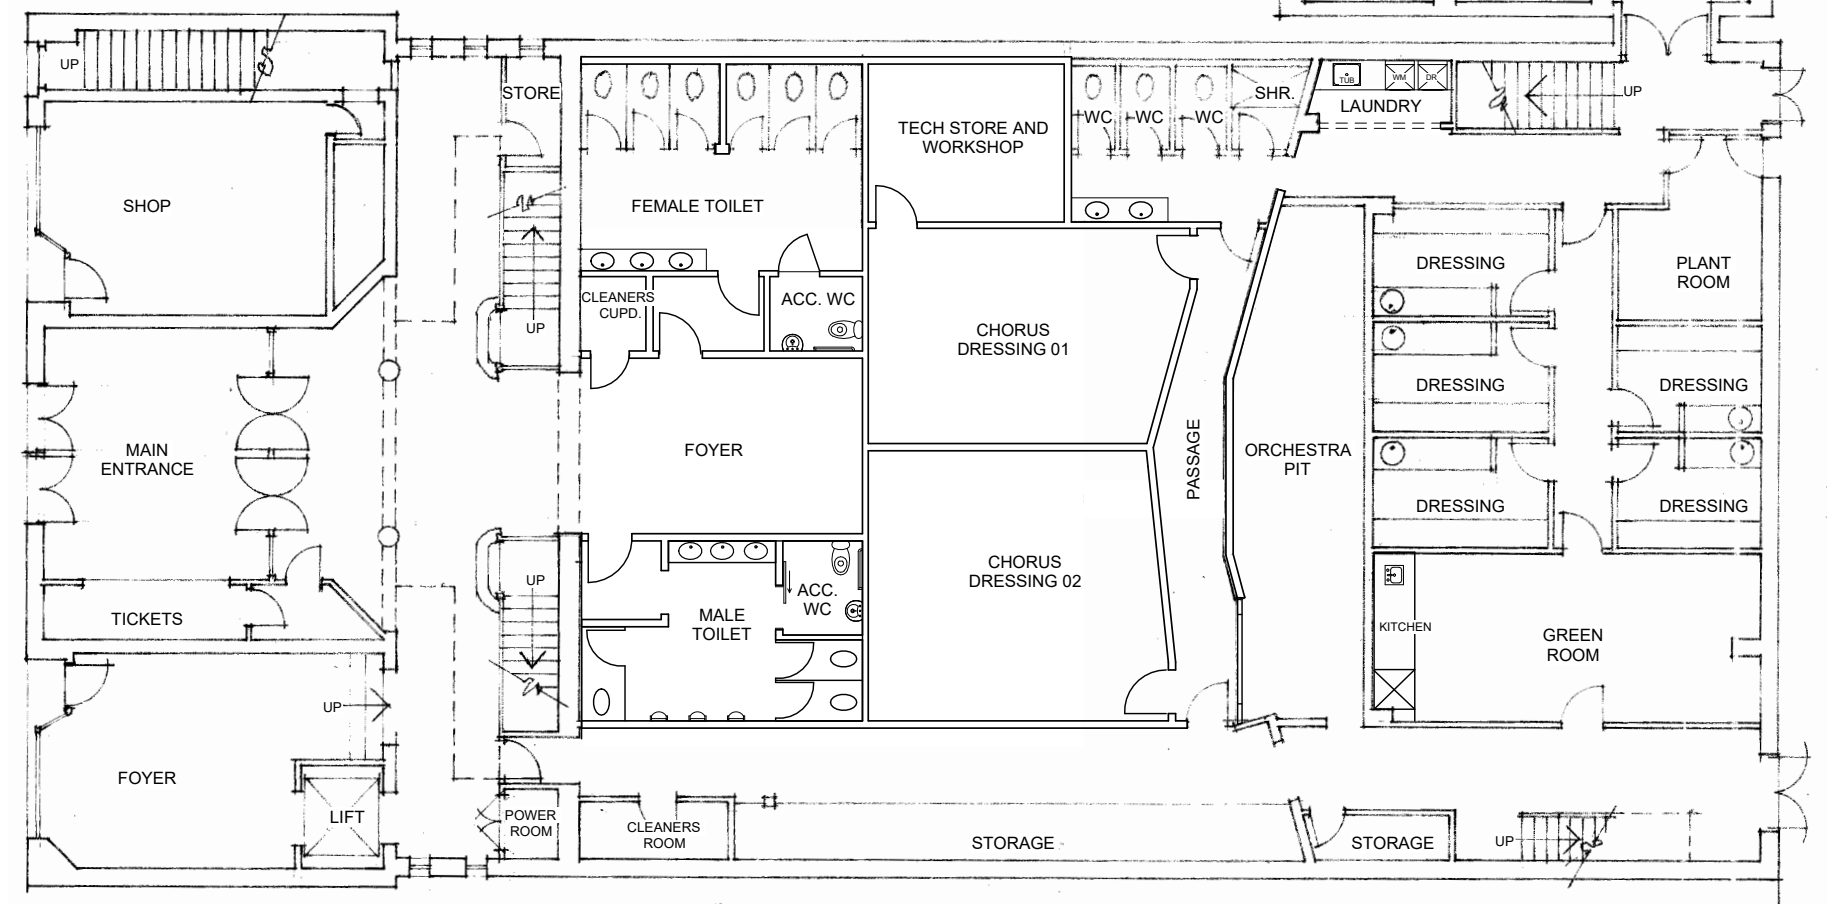 UP
STORE
TUB
WM
DR
UP
SHR.
LAUNDRY
WC
WC
WC
TECH STORE AND
WORKSHOP
SHOP
FEMALE TOILET
DRESSING
PLANT
ROOM
CLEANERS
CUPD.
ACC. WC
UP
CHORUS
DRESSING 01
DRESSING
DRESSING
MAIN
ENTRANCE
FOYER
PASSAGE
ORCHESTRA
PIT
DRESSING
DRESSING
UP
ACC.
WC
CHORUS
DRESSING 02
TICKETS
MALE
TOILET
KITCHEN
GREEN
ROOM
UP
FOYER
LIFT
POWER
ROOM
CLEANERS
ROOM
STORAGE
STORAGE
UP